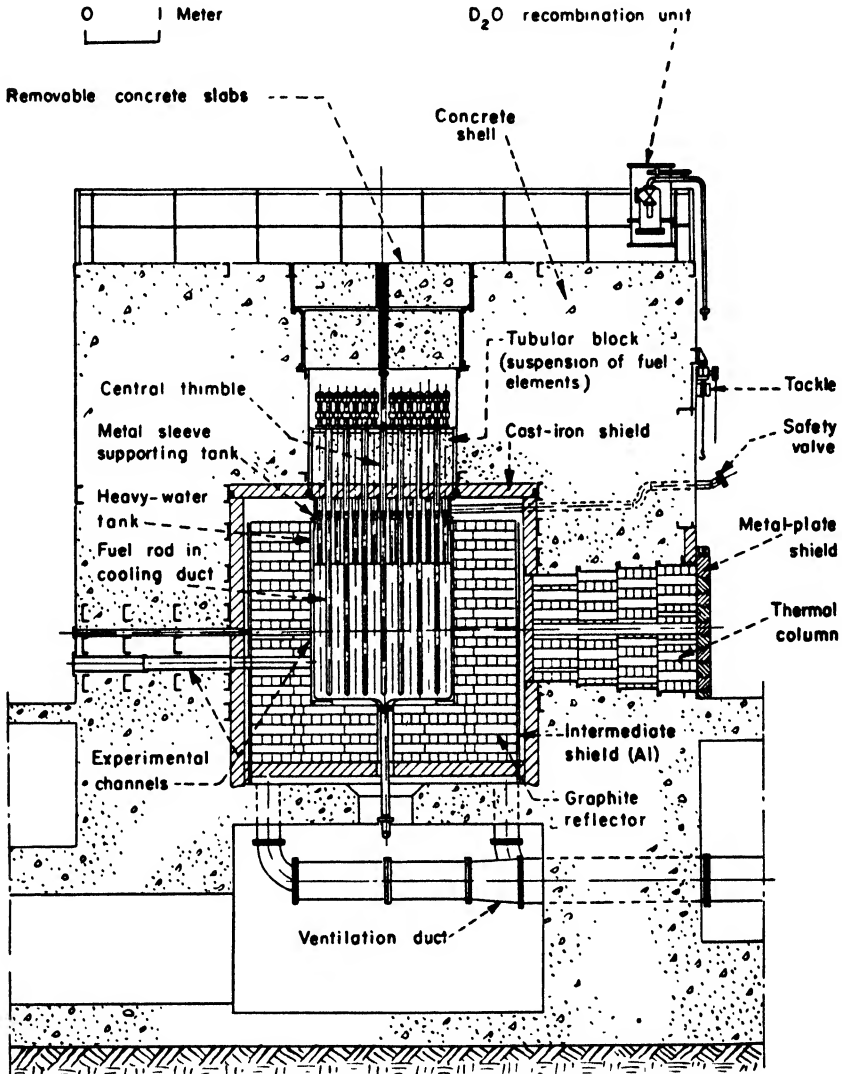 0 1 Meter
D₂O recombination unit
Removable concrete slabs
Concrete
shell
Tubular block
(suspension of fuel
elements)
Central thimble
Tackle
Metal sleeve
supporting tank
Cast-iron shield
Safety
valve
Heavy-water
tank
Metal-plate
shield
Fuel rod in
cooling duct
Thermal
column
Experimental
channels
Intermediate
shield (Al)
Graphite
reflector
Ventilation duct